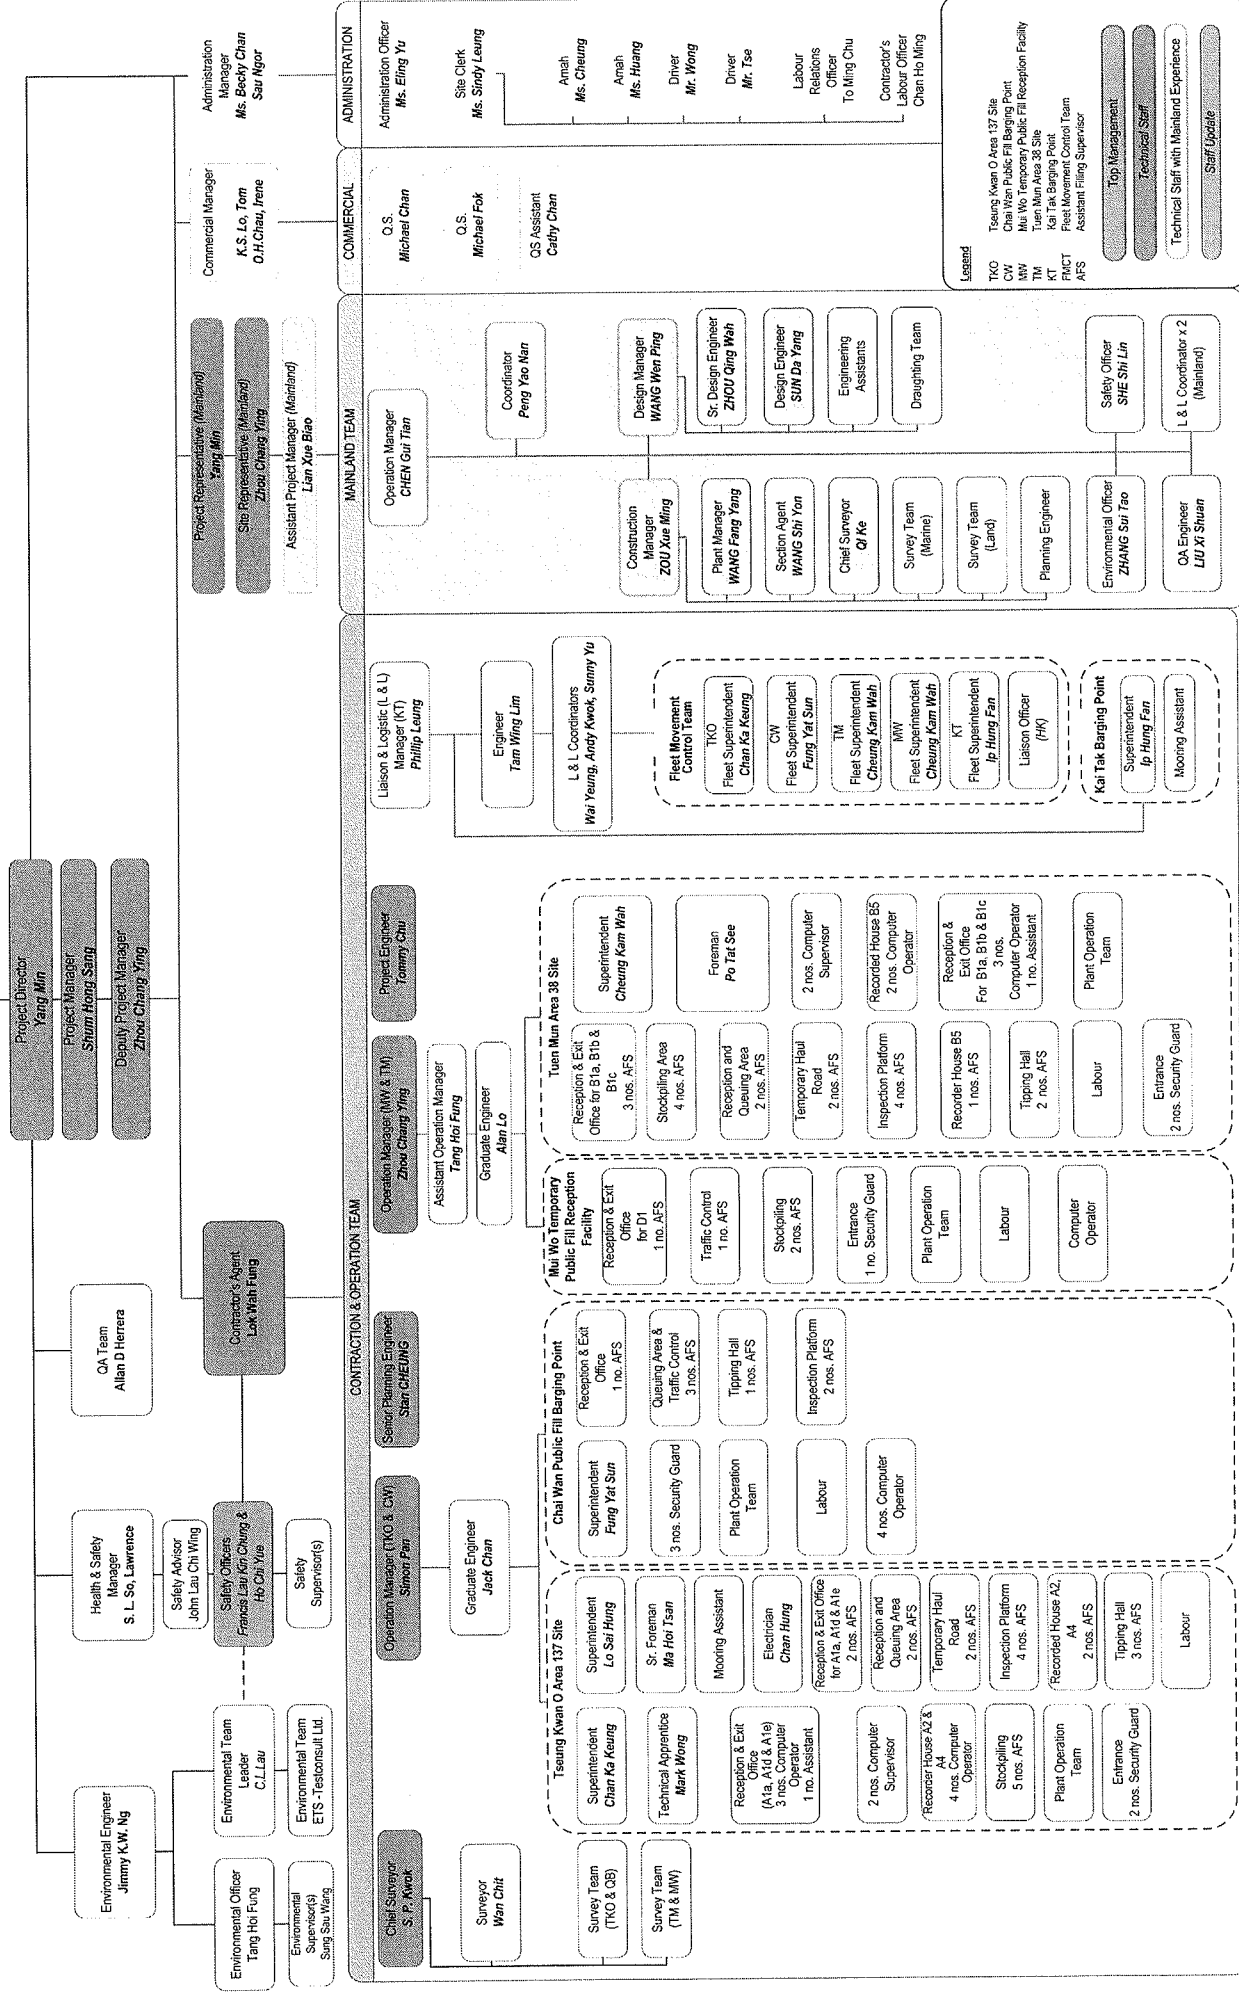 Project Director
Yang Min
Project Manager
Shum Hong Sang
Deputy Project Manager
Zhou Chang Ying
Environmental Engineer
Jimmy K.W. Ng
Health & Safety
Manager
S. L. So, Lawrence
QA Team
Allan D Herrera
Safety Advisor
John Lau Chi Wing
Environmental Officer
Tang Hoi Fung
Environmental Team
Leader
C.L.Lau
Safety Officers
Francis Lau Kin Chung &
Ho Chi Yue
Contractor's Agent
Lok Wah Fung
Environmental
Supervisor(s)
Sung Sau Wang
Environmental Team
ETS -Testconsult Ltd.
Safety
Supervisor(s)
Project Representative (Mainland)
Yang Min
Site Representative (Mainland)
Zhou Chang Ying
Assistant Project Manager (Mainland)
Lian Xue Biao
Commercial Manager
K.S. Lo, Tom
O.H.Chau, Irene
Administration
Manager
Ms. Becky Chan
Sau Ngor
CONTRACTION & OPERATION TEAM
MAINLAND TEAM
COMMERCIAL
ADMINISTRATION
Chief Surveyor
S. P. Kwok
Surveyor
Wan Chit
Survey Team
(TKO & QB)
Survey Team
(TM & MW)
Operation Manager (TKO & CW)
Simon Pan
Graduate Engineer
Jack Chan
Senior Planning Engineer
Stan CHEUNG
Operation Manager (MW & TM)
Zhou Chang Ying
Assistant Operation Manager
Tang Hoi Fung
Graduate Engineer
Alan Lo
Project Engineer
Tommy Chu
Tseung Kwan O Area 137 Site
Superintendent
Chan Ka Keung
Technical Apprentice
Mark Wong
Reception & Exit
Office
(A1a, A1d & A1e)
3 nos. Computer
Operator
1 no. Assistant
2 nos. Computer
Supervisor
Recorder House A2 &
A4
4 nos. Computer
Operator
Stockpiling
5 nos. AFS
Plant Operation
Team
Entrance
2 nos. Security Guard
Superintendent
Lo Sai Hung
Sr. Foreman
Ma Hoi Tsan
Mooring Assistant
Electrician
Chan Hung
Reception & Exit Office
for A1a, A1d & A1e
2 nos. AFS
Reception and
Queuing Area
2 nos. AFS
Temporary Haul
Road
2 nos. AFS
Inspection Platform
4 nos. AFS
Recorded House A2,
A4
2 nos. AFS
Tipping Hall
3 nos. AFS
Labour
Chai Wan Public Fill Barging Point
Superintendent
Fung Yat Sun
3 nos. Security Guard
Plant Operation
Team
Labour
4 nos. Computer
Operator
Reception & Exit
Office
1 no. AFS
Queuing Area &
Traffic Control
3 nos. AFS
Tipping Hall
1 nos. AFS
Inspection Platform
2 nos. AFS
Mui Wo Temporary
Public Fill Reception
Facility
Reception & Exit
Office
for D1
1 no. AFS
Traffic Control
1 no. AFS
Stockpiling
2 nos. AFS
Entrance
1 no. Security Guard
Plant Operation
Team
Labour
Computer
Operator
Tuen Mun Area 38 Site
Reception & Exit
Office for B1a, B1b &
B1c
3 nos. AFS
Stockpiling Area
4 nos. AFS
Reception and
Queuing Area
2 nos. AFS
Temporary Haul
Road
2 nos. AFS
Inspection Platform
4 nos. AFS
Recorder House B5
1 nos. AFS
Tipping Hall
2 nos. AFS
Labour
Entrance
2 nos. Security Guard
Superintendent
Cheung Kam Wah
Foreman
Po Tat See
2 nos. Computer
Supervisor
Recorded House B5
2 nos. Computer
Operator
Reception &
Exit Office
For B1a, B1b & B1c
3 nos.
Computer Operator
1 no. Assistant
Plant Operation
Team
Liaison & Logistic (L & L)
Manager (KT)
Phillip Leung
Engineer
Tam Wing Lim
L & L Coordinators
Wai Yeung, Andy Kwok, Sunny Yu
Fleet Movement
Control Team
TKO
Fleet Superintendent
Chan Ka Keung
CW
Fleet Superintendent
Fung Yat Sun
TM
Fleet Superintendent
Cheung Kam Wah
MW
Fleet Superintendent
Cheung Kam Wah
KT
Fleet Superintendent
Ip Hung Fan
Liaison Officer
(HK)
Kai Tak Barging Point
Superintendent
Ip Hung Fan
Mooring Assistant
Operation Manager
CHEN Gui Tian
Coordinator
Peng Yao Nan
Construction
Manager
ZOU Xue Ming
Plant Manager
WANG Fang Yang
Section Agent
WANG Shi Yon
Chief Surveyor
QI Ke
Survey Team
(Marine)
Survey Team
(Land)
Planning Engineer
Environmental Officer
ZHANG Sui Tao
QA Engineer
LIU Xi Shuan
Design Manager
WANG Wen Ping
Sr. Design Engineer
ZHOU Qing Wah
Design Engineer
SUN Da Yang
Engineering
Assistants
Draughting Team
Safety Officer
SHE Shi Lin
L & L Coordinator x 2
(Mainland)
Q.S.
Michael Chan
Q.S.
Michael Fok
QS Assistant
Cathy Chan
Administration Officer
Ms. Eling Yu
Site Clerk
Ms. Sindy Leung
Amah
Ms. Cheung
Amah
Ms. Huang
Driver
Mr. Wong
Driver
Mr. Tse
Labour
Relations
Officer
To Ming Chu
Contractor's
Labour Officer
Chan Ho Ming
Legend
TKO Tseung Kwan O Area 137 Site
CW Chai Wan Public Fill Barging Point
MW Mui Wo Temporary Public Fill Reception Facility
TM Tuen Mun Area 38 Site
KT Kai Tak Barging Point
FMCT Fleet Movement Control Team
AFS Assistant Filling Supervisor
Top Management
Technical Staff
Technical Staff with Mainland Experience
Staff Update